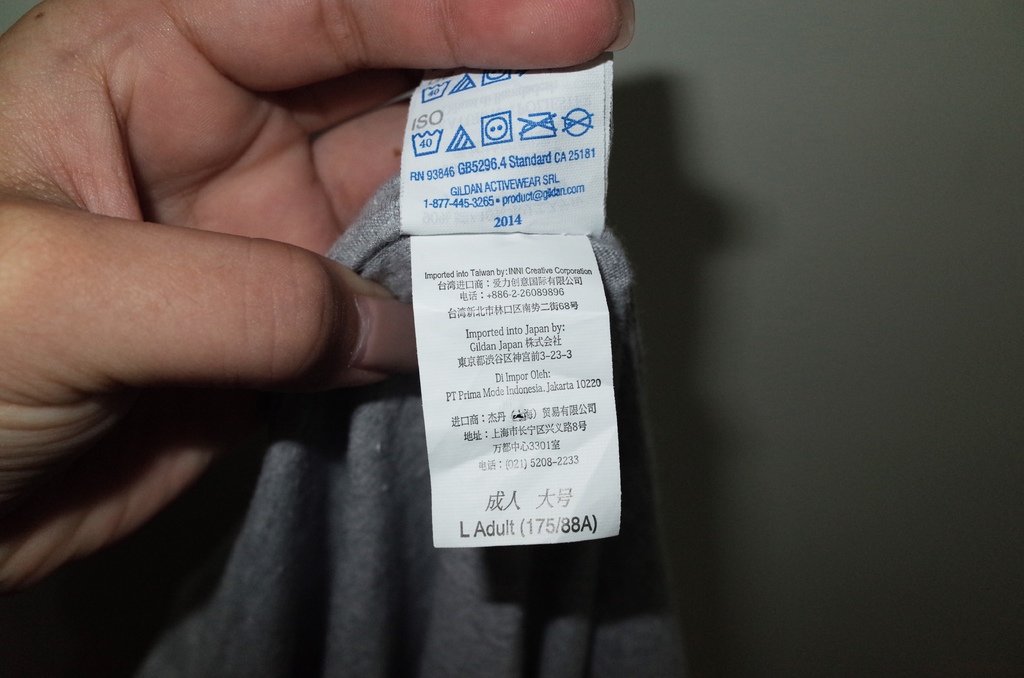 40
ISO
40
RN 93846 GB5296.4 Standard CA 25181
GILDAN ACTIVEWEAR SRL
1-877-445-3265 • product@gildan.com
2014
Imported into Taiwan by: INNI Creative Corporation
台湾进口商：爱力创意国际有限公司
电话：+886-2-26089896
台湾新北市林口区南势二街68号
Imported into Japan by:
Gildan Japan 株式会社
東京都渋谷区神宮前3-23-3
Di Impor Oleh:
PT Prima Mode Indonesia. Jakarta 10220
进口商：杰丹（上海）贸易有限公司
地址：上海市长宁区兴义路8号
万都中心3301室
电话：(021) 5208-2233
成人 大号
L Adult (175/88A)